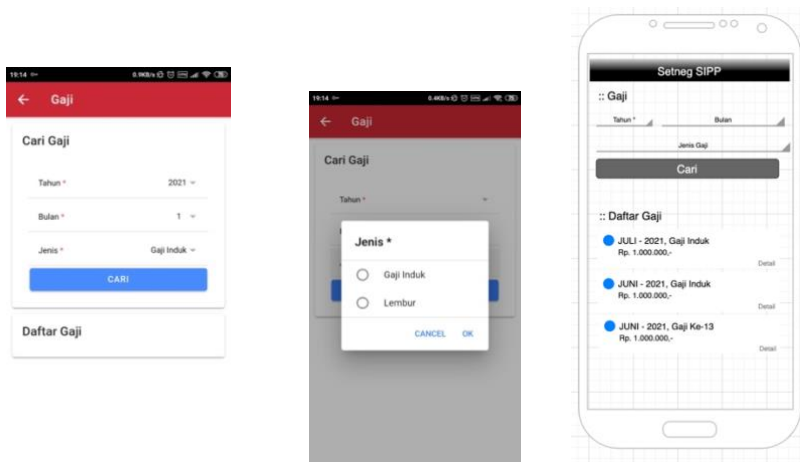 19:14
Gaji
Cari Gaji
Tahun * 2021
Bulan * 1
Jenis * Gaji Induk
CARI
Daftar Gaji
19:14
Gaji
Cari Gaji
Tahun *
Jenis *
Gaji Induk
Lembur
CANCEL OK
Setneg SIPP
:: Gaji
Tahun * Bulan
Jenis Gaji
Cari
:: Daftar Gaji
JULI - 2021, Gaji Induk
Rp. 1.000.000,-
Detail
JUNI - 2021, Gaji Induk
Rp. 1.000.000,-
Detail
JUNI - 2021, Gaji Ke-13
Rp. 1.000.000,-
Detail